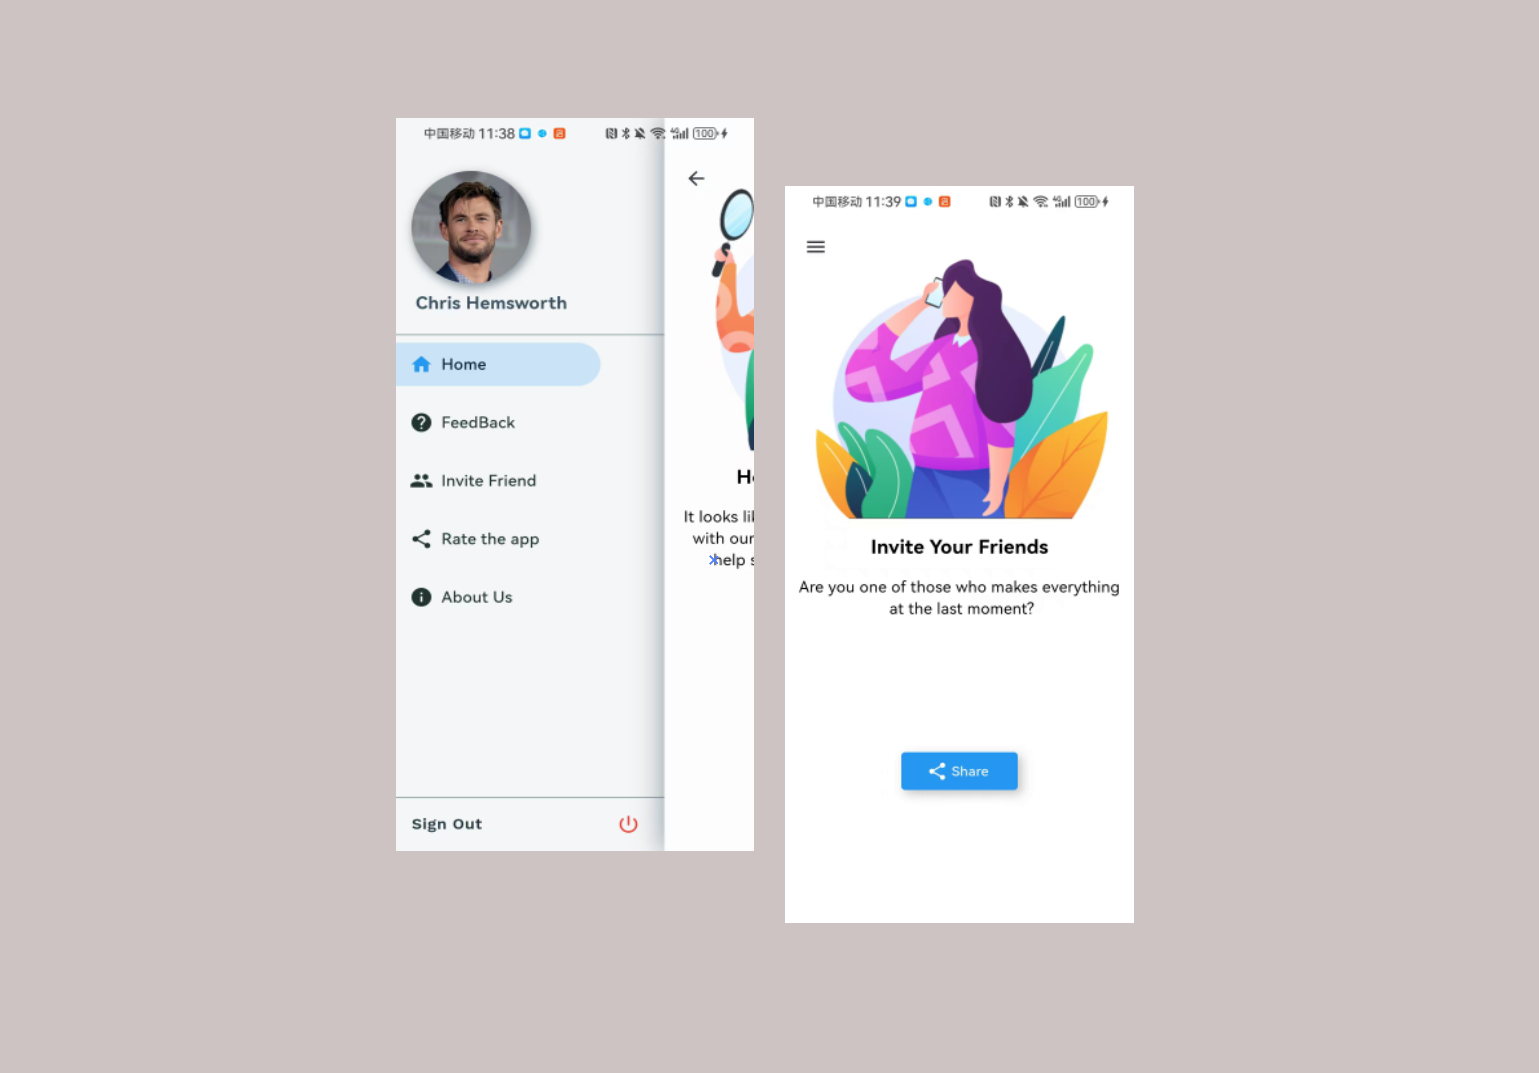 中国移动 11:38
100
Chris Hemsworth
Home
FeedBack
Invite Friend
Rate the app
About Us
Sign Out
It looks
with our
help
中国移动 11:39
100
Invite Your Friends
Are you one of those who makes everything
at the last moment?
Share